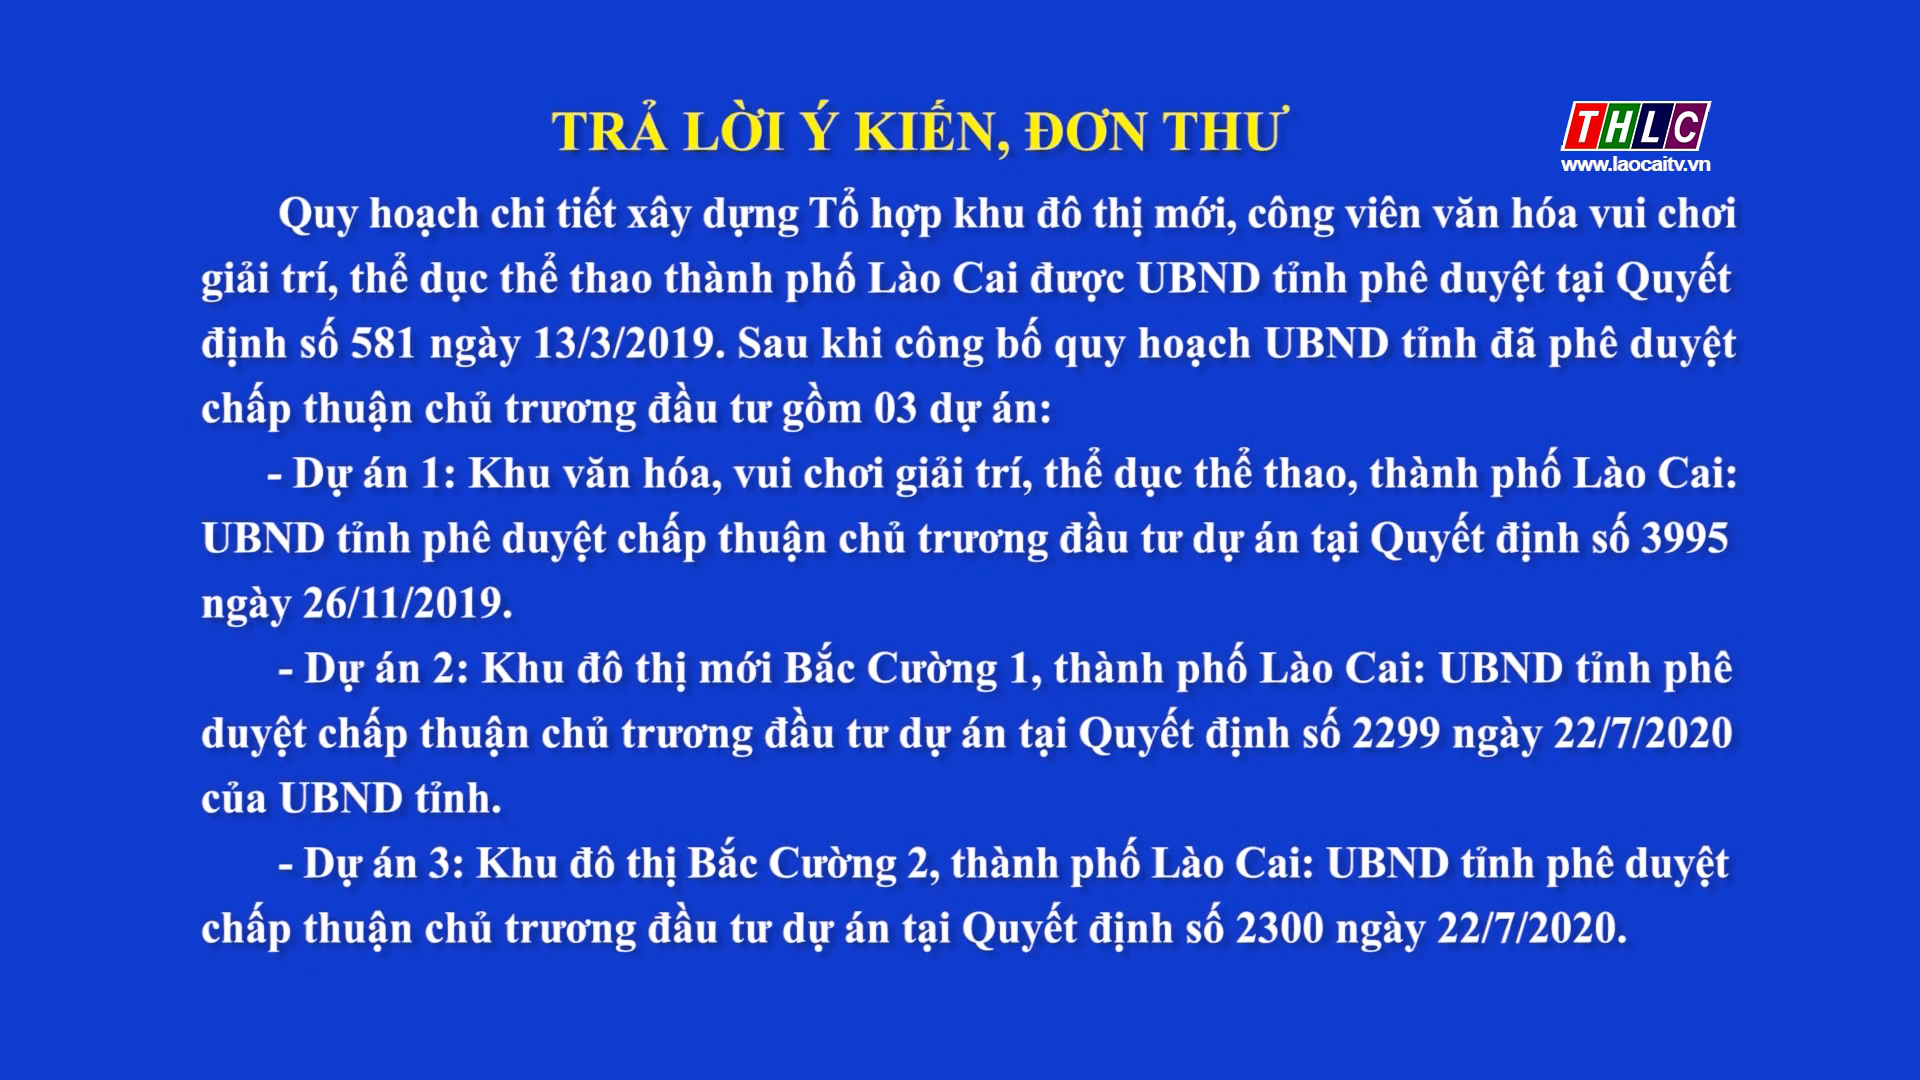 TRẢ LỜI Ý KIẾN, ĐƠN THƯ
THLC
www.laocaitv.vn
Quy hoạch chi tiết xây dựng Tổ hợp khu đô thị mới, công viên văn hóa vui chơi
giải trí, thể dục thể thao thành phố Lào Cai được UBND tỉnh phê duyệt tại Quyết
định số 581 ngày 13/3/2019. Sau khi công bố quy hoạch UBND tỉnh đã phê duyệt
chấp thuận chủ trương đầu tư gồm 03 dự án:
- Dự án 1: Khu văn hóa, vui chơi giải trí, thể dục thể thao, thành phố Lào Cai:
UBND tỉnh phê duyệt chấp thuận chủ trương đầu tư dự án tại Quyết định số 3995
ngày 26/11/2019.
- Dự án 2: Khu đô thị mới Bắc Cường 1, thành phố Lào Cai: UBND tỉnh phê
duyệt chấp thuận chủ trương đầu tư dự án tại Quyết định số 2299 ngày 22/7/2020
của UBND tỉnh.
- Dự án 3: Khu đô thị Bắc Cường 2, thành phố Lào Cai: UBND tỉnh phê duyệt
chấp thuận chủ trương đầu tư dự án tại Quyết định số 2300 ngày 22/7/2020.